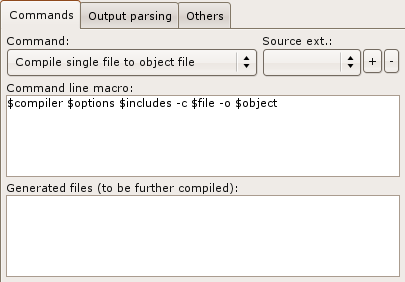 Commands Output parsing Others
Command: Source ext.:
Compile single file to object file + -
Command line macro:
$compiler $options $includes -c $file -o $object
Generated files (to be further compiled):